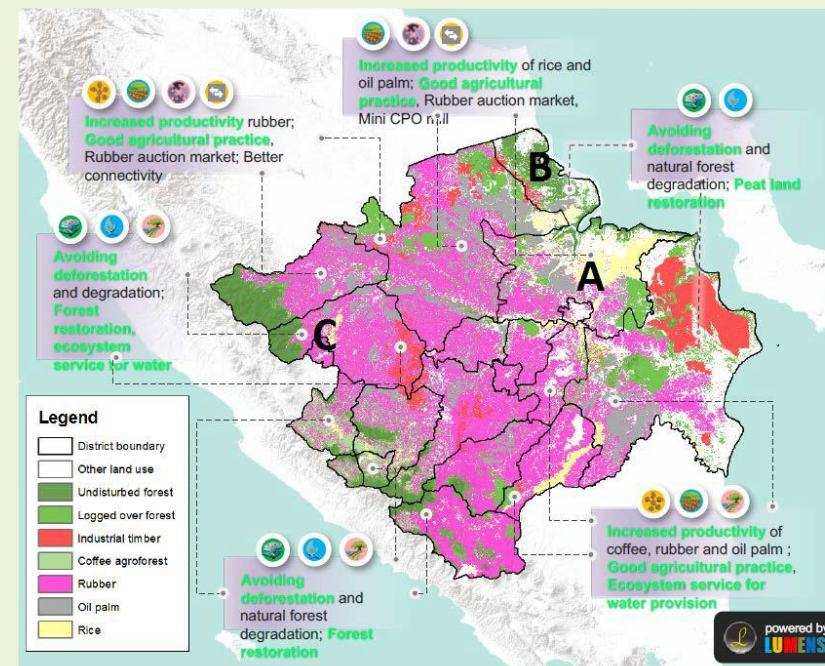 Increased productivity of rice and
oil palm; Good agricultural
practice, Rubber auction market,
Mini CPO mill
Increased productivity rubber;
Good agricultural practice,
Rubber auction market; Better
connectivity
Avoiding
deforestation and
natural forest
degradation; Peat land
restoration
Avoiding
deforestation
and degradation;
Forest
restoration,
ecosystem
service for water
B
A
C
Legend
District boundary
Other land use
Undisturbed forest
Logged over forest
Industrial timber
Coffee agroforest
Rubber
Oil palm
Rice
Avoiding
deforestation and
natural forest
degradation; Forest
restoration
Increased productivity of
coffee, rubber and oil palm ;
Good agricultural practice,
Ecosystem service for
water provision
powered by
LUMENS